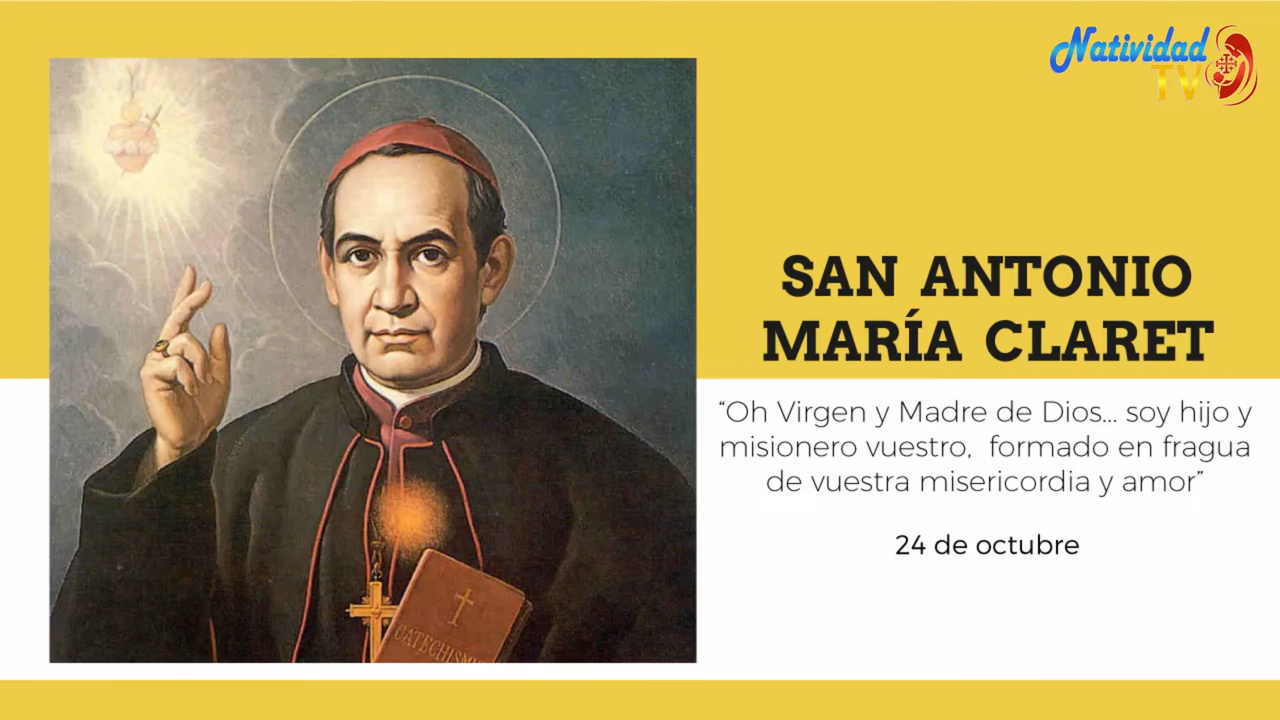 Natividad
TV
SAN ANTONIO
MARÍA CLARET
“Oh Virgen y Madre de Dios... soy hijo y
misionero vuestro,  formado en fragua
de vuestra misericordia y amor”
24 de octubre
CATECHISM